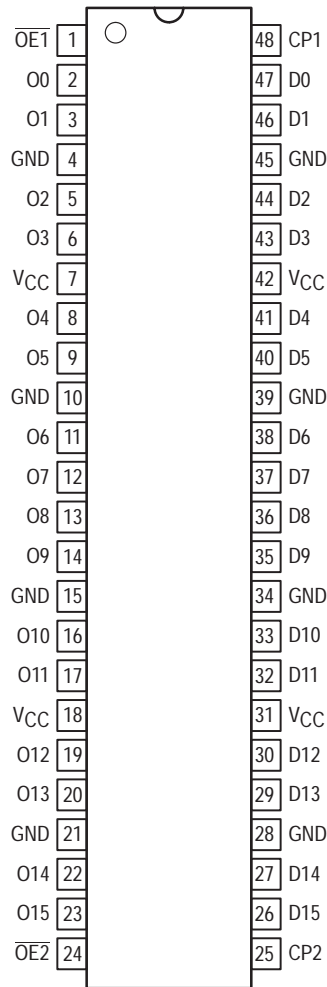 OE1 1 48 CP1
O0 2 47 D0
O1 3 46 D1
GND 4 45 GND
O2 5 44 D2
O3 6 43 D3
VCC 7 42 VCC
O4 8 41 D4
O5 9 40 D5
GND 10 39 GND
O6 11 38 D6
O7 12 37 D7
O8 13 36 D8
O9 14 35 D9
GND 15 34 GND
O10 16 33 D10
O11 17 32 D11
VCC 18 31 VCC
O12 19 30 D12
O13 20 29 D13
GND 21 28 GND
O14 22 27 D14
O15 23 26 D15
OE2 24 25 CP2